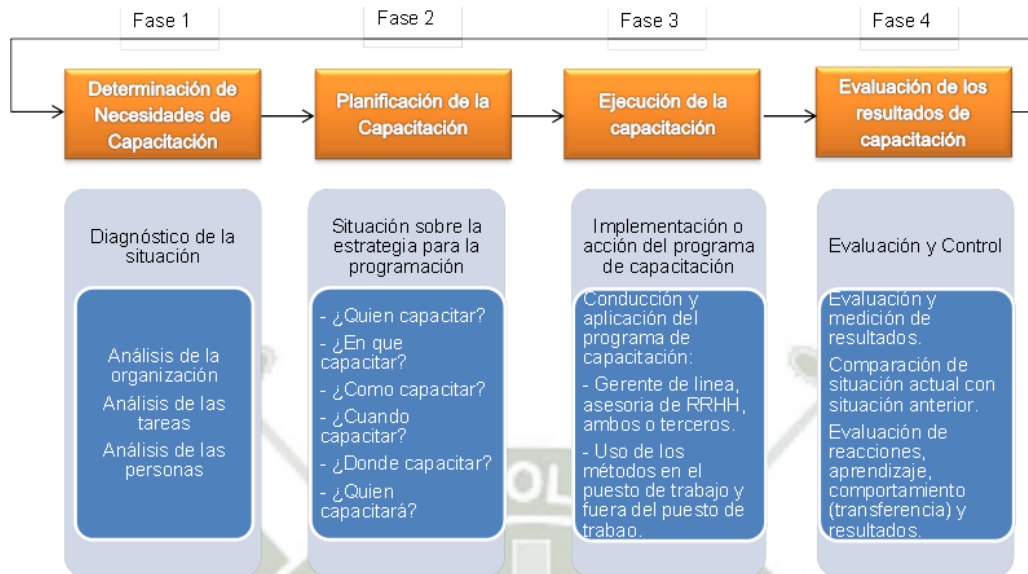 Fase 1
Fase 2
Fase 3
Fase 4
Determinación de
Necesidades de
Capacitación
Planificación de la
Capacitación
Ejecución de la
capacitación
Evaluación de los
resultados de
capacitación
Diagnóstico de la
situación
Análisis de la
organización
Análisis de las
tareas
Análisis de las
personas
Situación sobre la
estrategia para la
programación
- ¿Quien capacitar?
- ¿En que
capacitar?
- ¿Como capacitar?
- ¿Cuando
capacitar?
- ¿Donde capacitar?
- ¿Quien
capacitará?
Implementación o
acción del programa
de capacitación
Conducción y
aplicación del
programa de
capacitación:
- Gerente de linea,
asesoria de RRHH,
ambos o terceros.
- Uso de los
métodos en el
puesto de trabajo y
fuera del puesto de
trabao.
Evaluación y Control
Evaluación y
medición de
resultados.
Comparación de
situación actual con
situación anterior.
Evaluación de
reacciones,
aprendizaje,
comportamiento
(transferencia) y
resultados.
OL